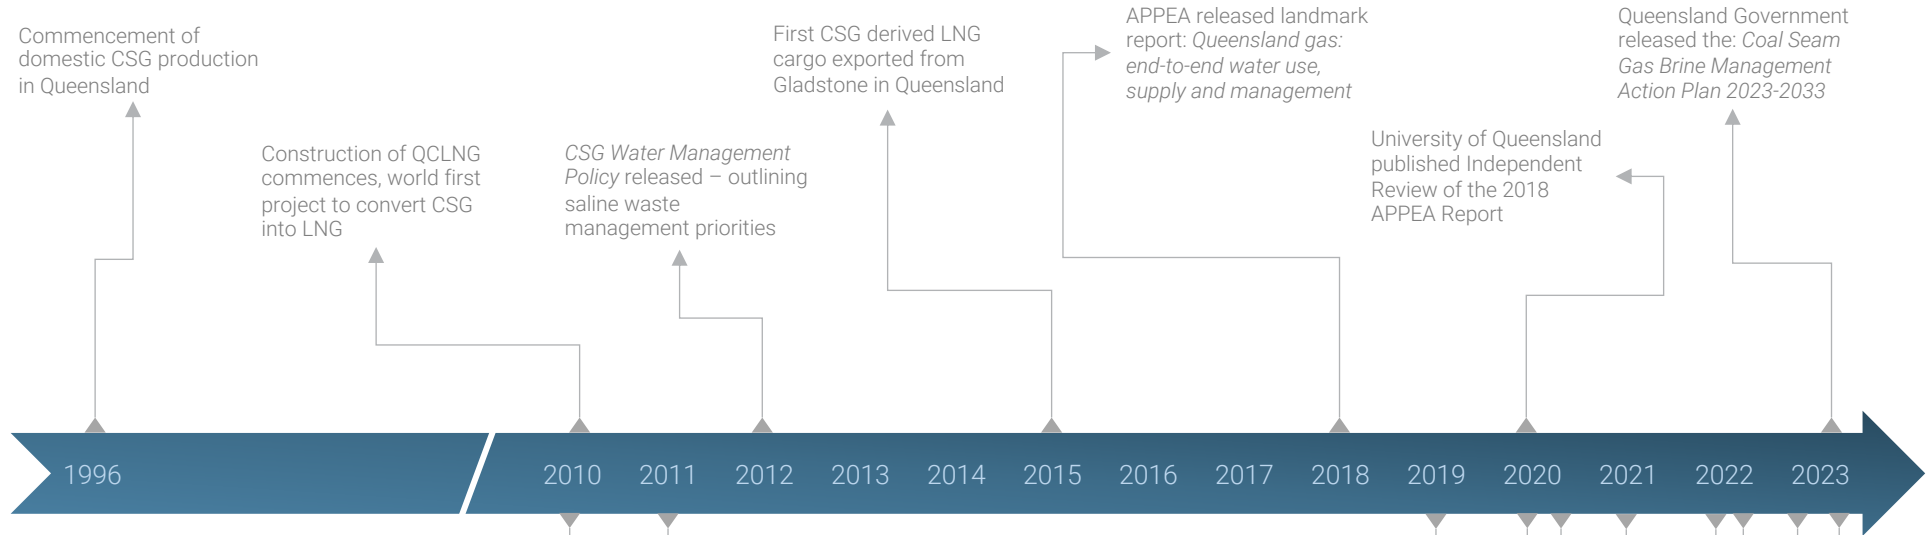 Commencement of
domestic CSG production
in Queensland
Construction of QCLNG
commences, world first
project to convert CSG
into LNG
CSG Water Management
Policy released – outlining
saline waste
management priorities
First CSG derived LNG
cargo exported from
Gladstone in Queensland
APPEA released landmark
report: Queensland gas:
end-to-end water use,
supply and management
University of Queensland
published Independent
Review of the 2018
APPEA Report
Queensland Government
released the: Coal Seam
Gas Brine Management
Action Plan 2023-2033
1996 2010 2011 2012 2013 2014 2015 2016 2017 2018 2019 2020 2021 2022 2023